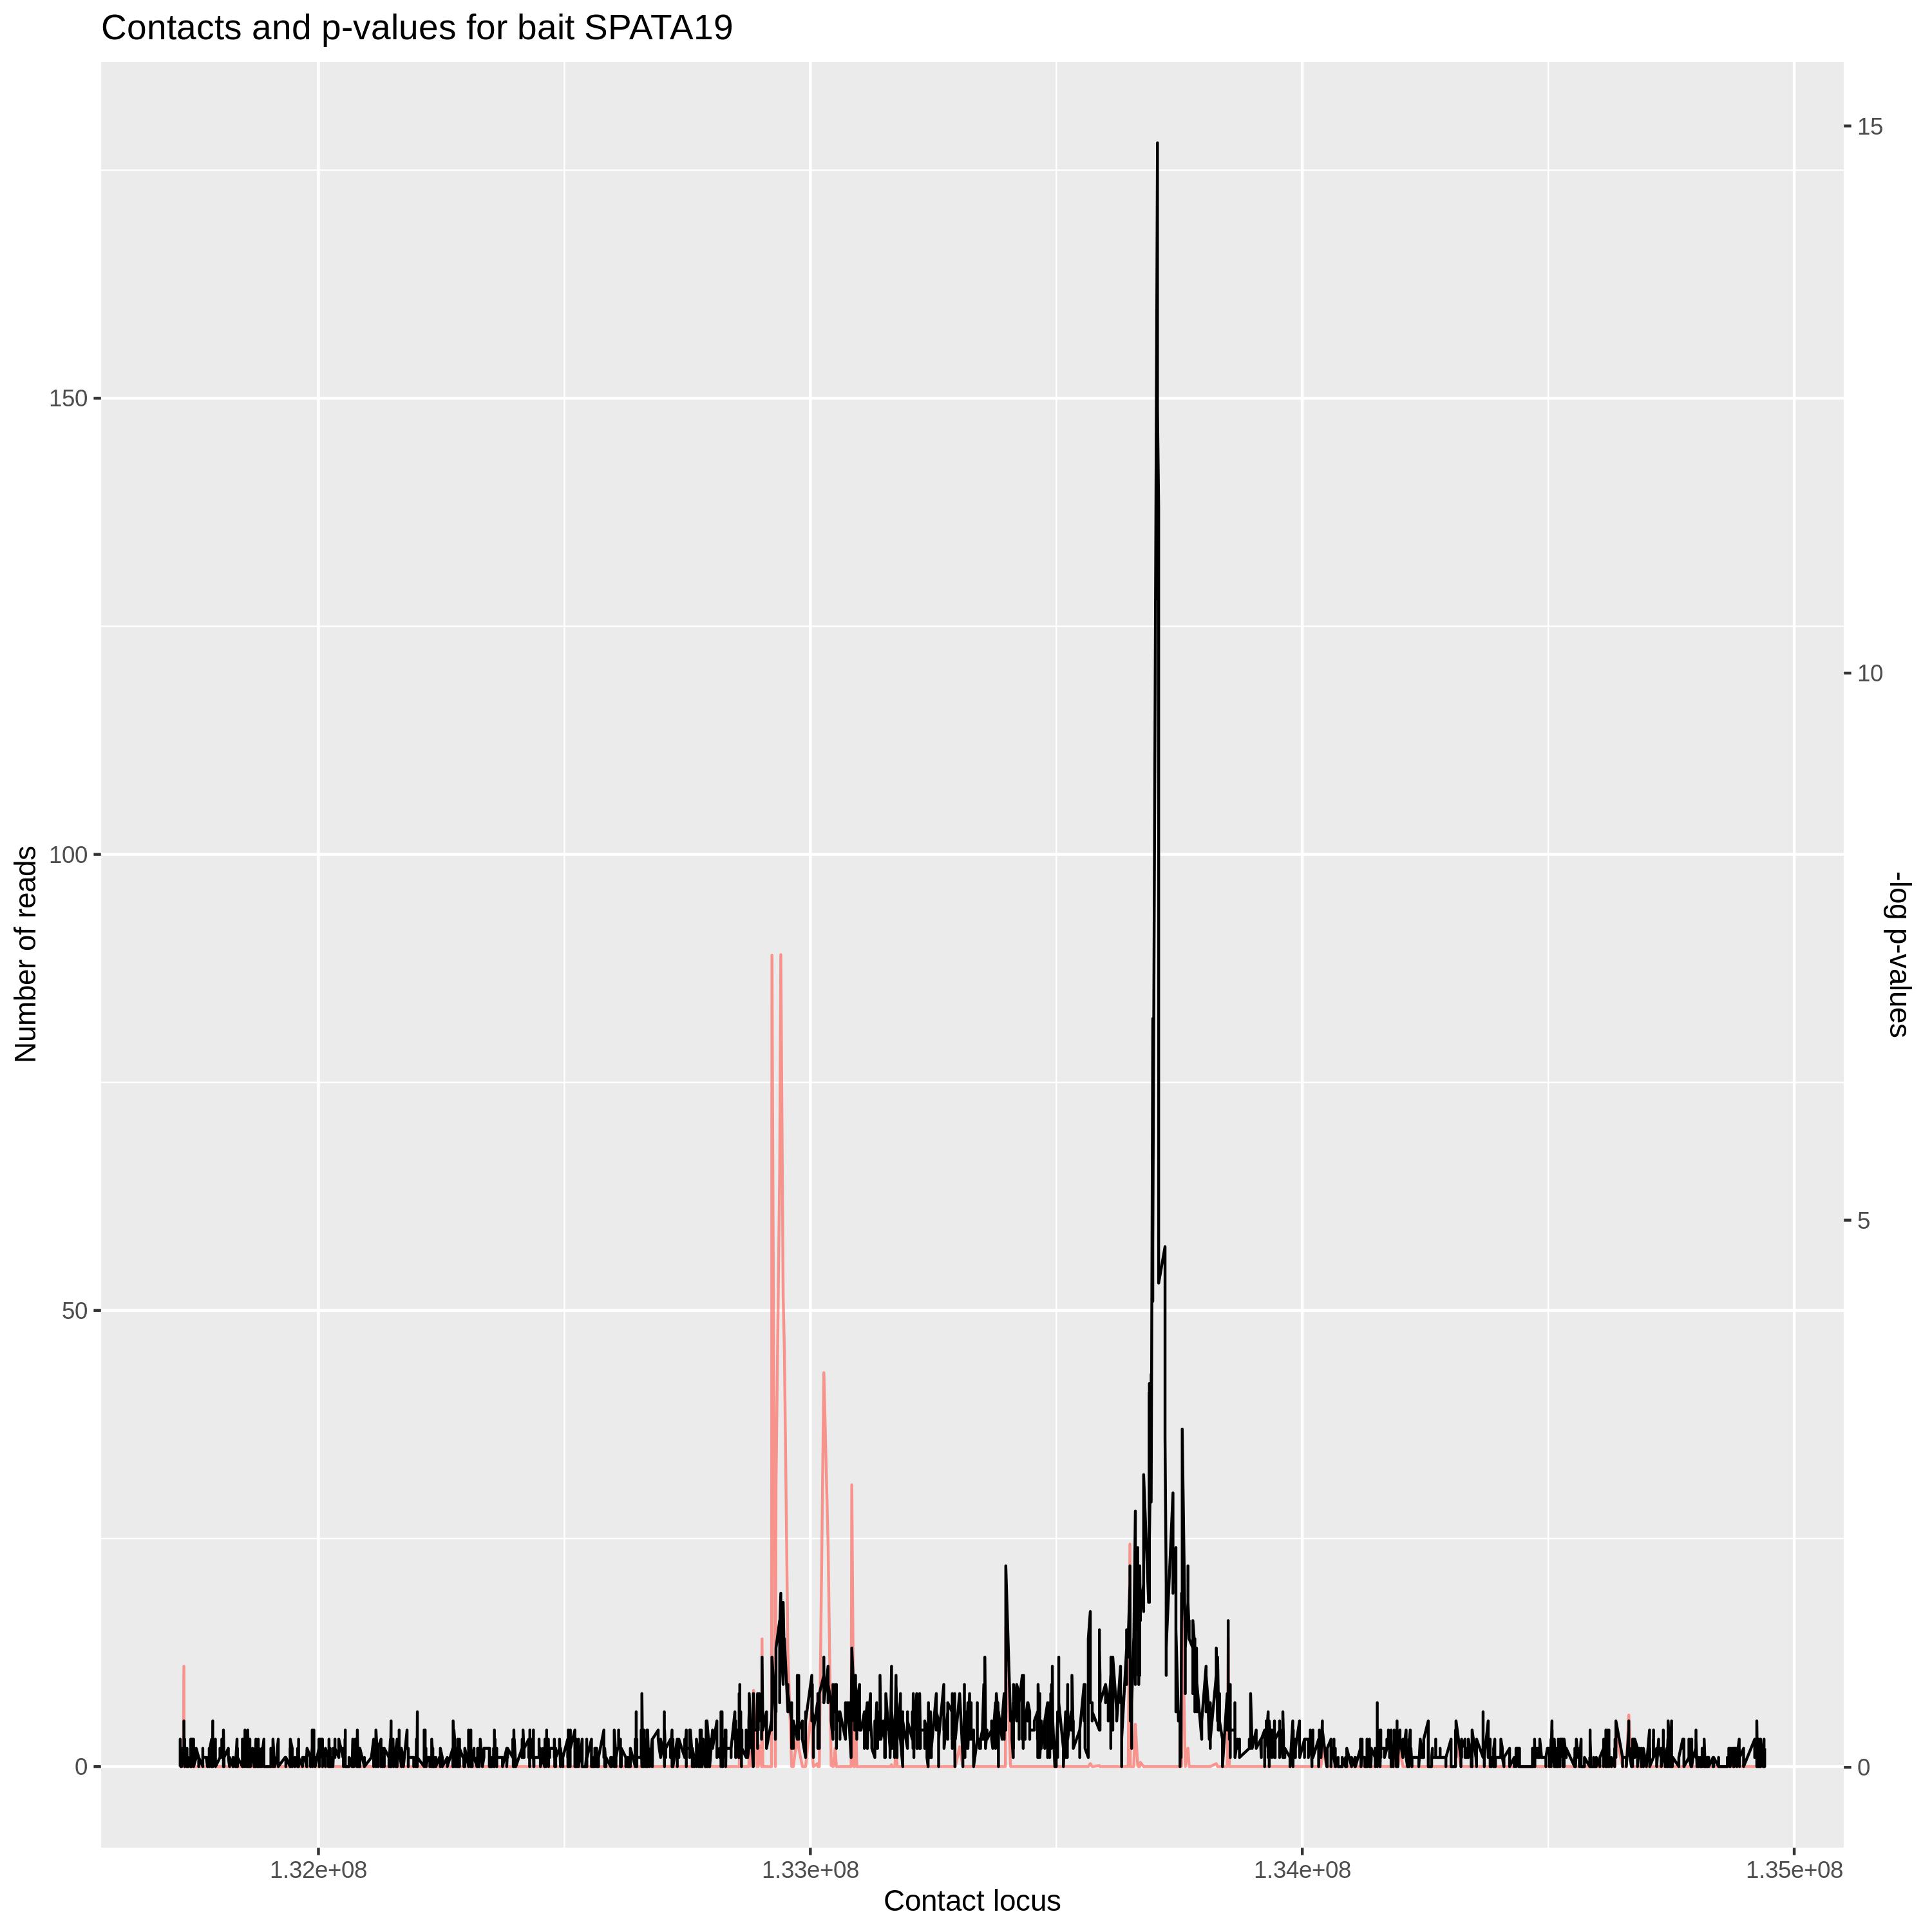 Contacts and p-values for bait SPATA19
Number of reads
150
100
50
0
15
10
5
0
-log p-values
1.32e+08
1.33e+08
1.34e+08
1.35e+08
Contact locus